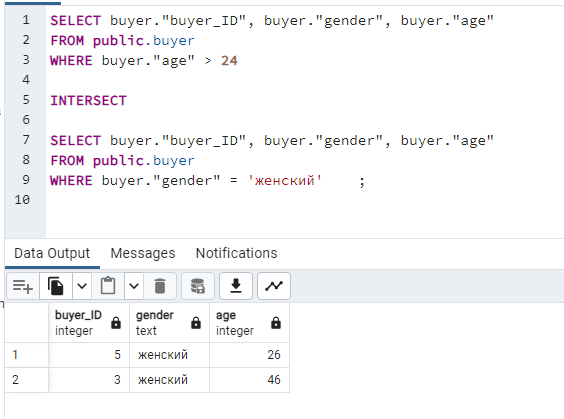 1 SELECT buyer."buyer_ID", buyer."gender", buyer."age"
2 FROM public.buyer
3 WHERE buyer."age" > 24
4
5 INTERSECT
6
7 SELECT buyer."buyer_ID", buyer."gender", buyer."age"
8 FROM public.buyer
9 WHERE buyer."gender" = 'женский' ;
10
Data Output Messages Notifications
buyer_ID gender age
integer text integer
1 5 женский 26
2 3 женский 46